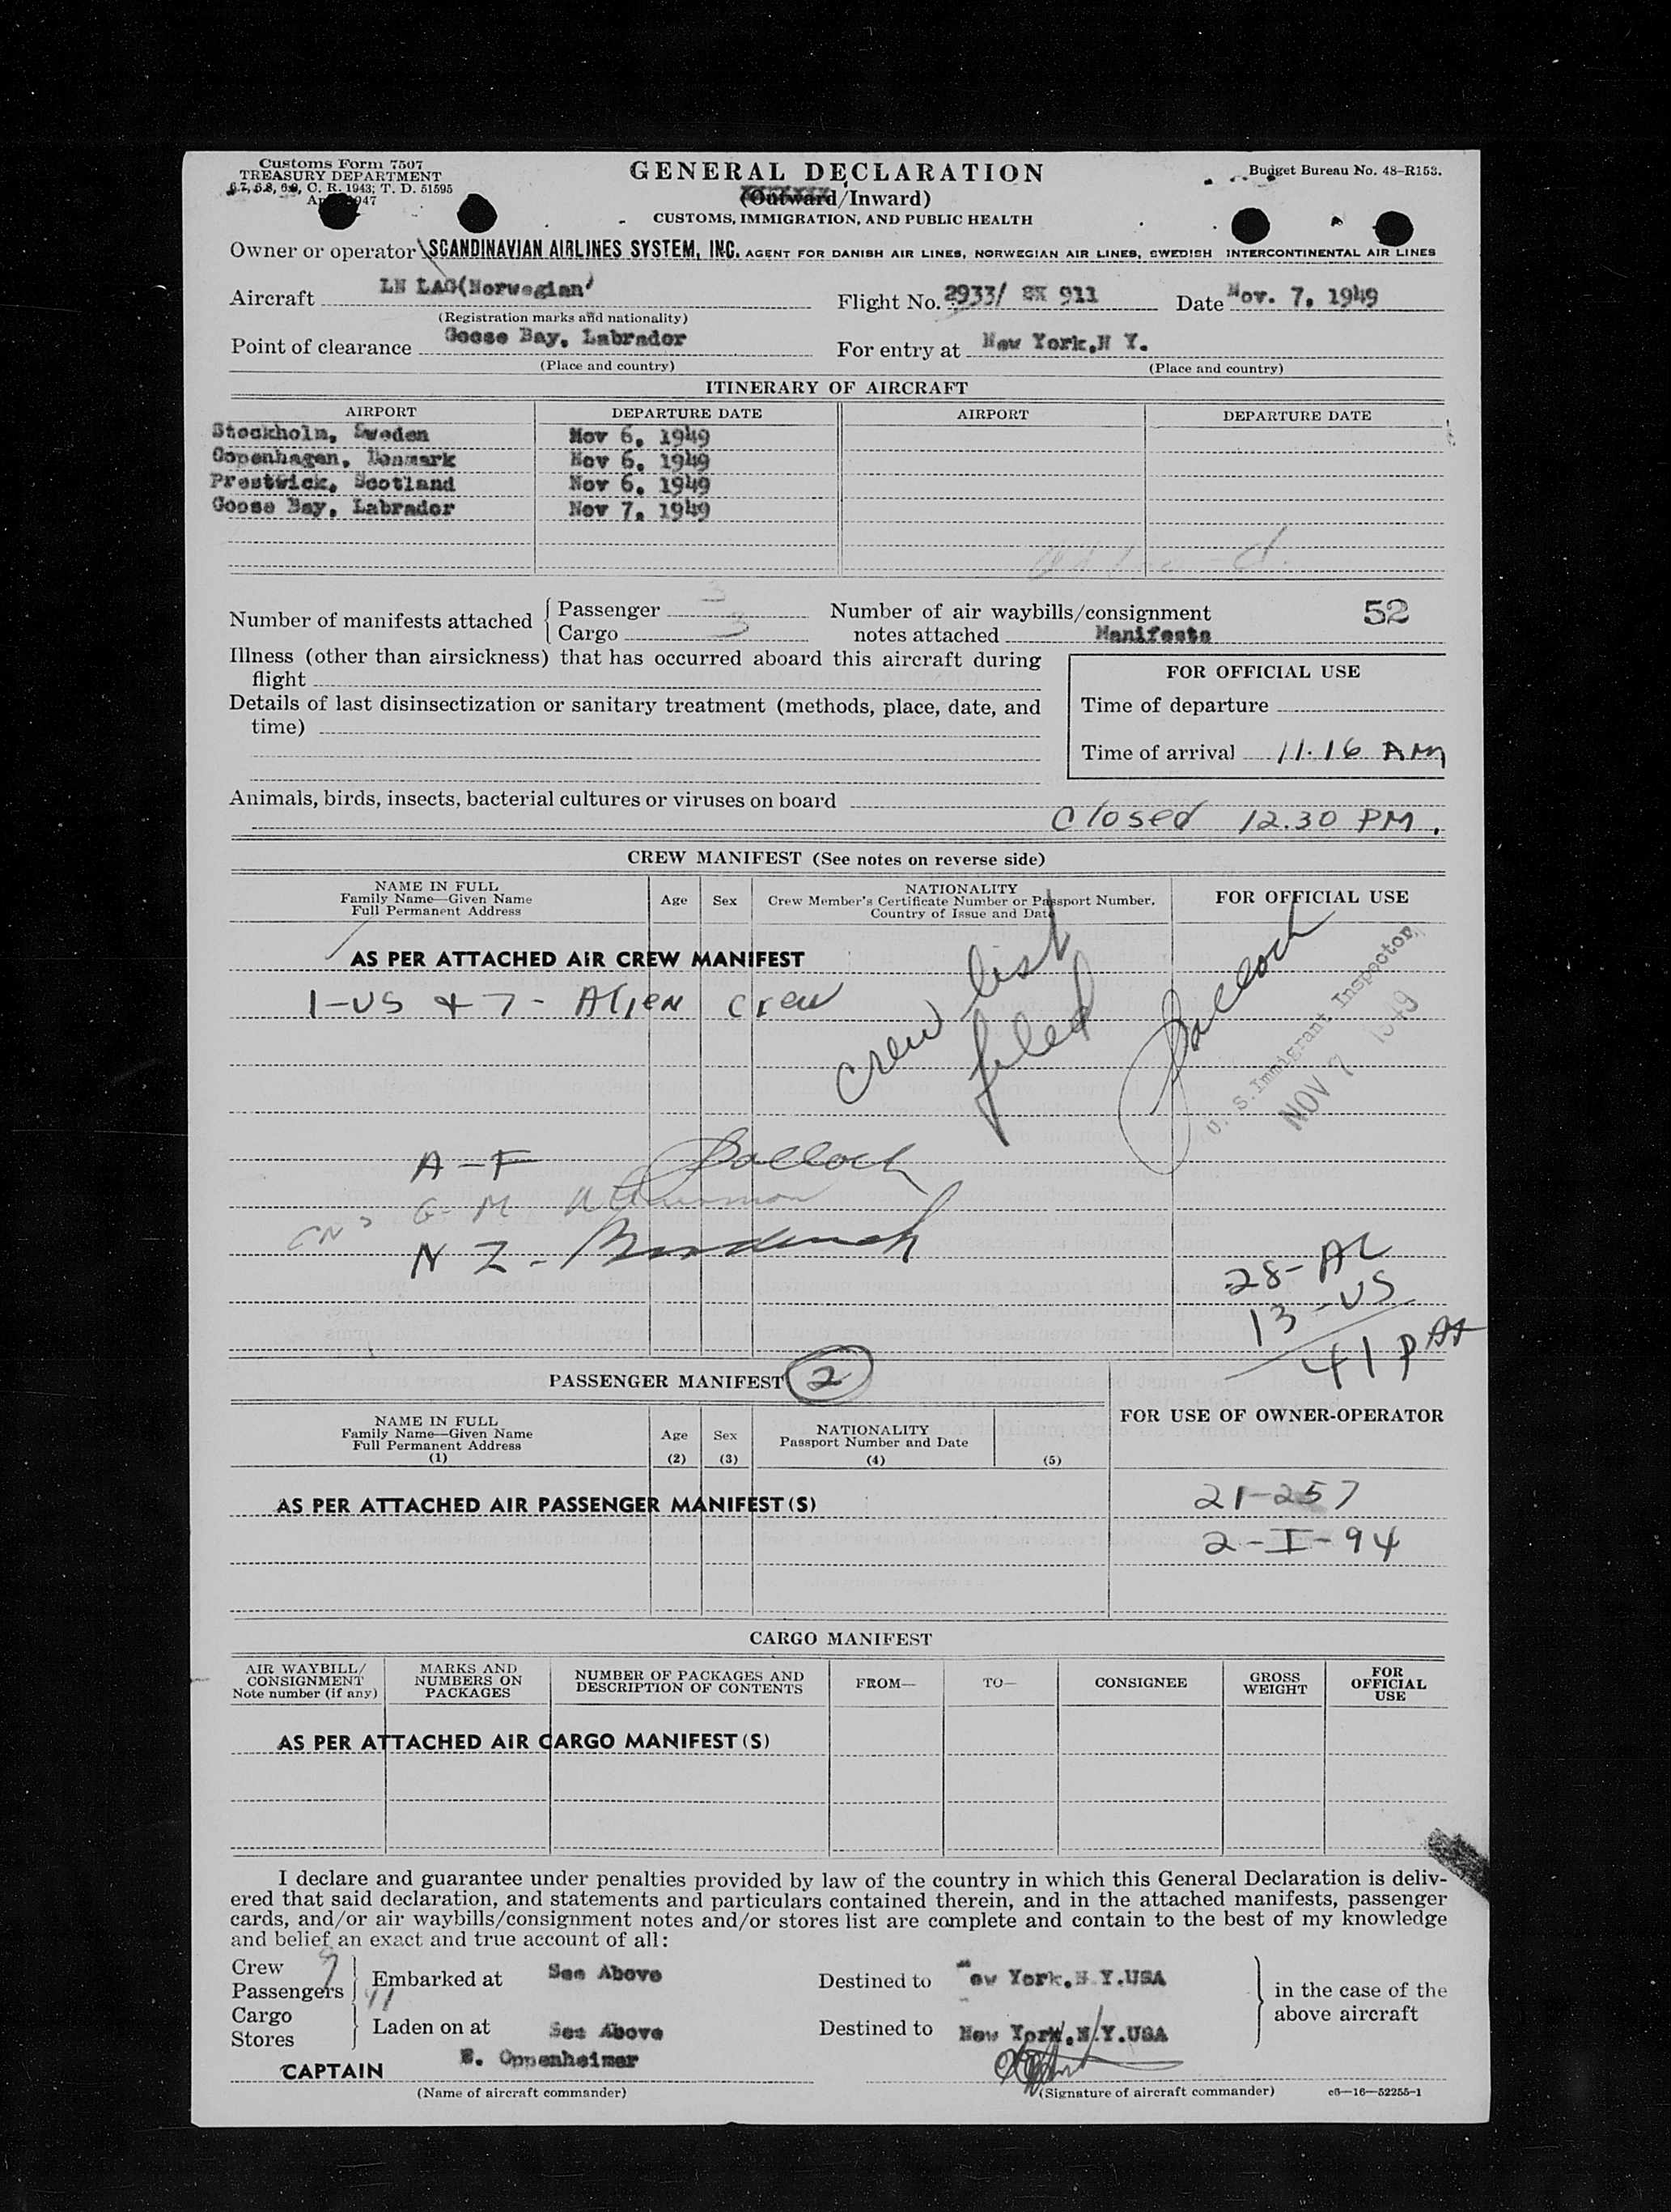 Customs Form 7507
TREASURY DEPARTMENT
6.7, 6.8, 6.9, C. R. 1943; T. D. 51595
GENERAL DECLARATION
(Outward/Inward)
CUSTOMS, IMMIGRATION, AND PUBLIC HEALTH
Budget Bureau No. 48-R153.
Owner or operator SCANDINAVIAN AIRLINES SYSTEM, INC. AGENT FOR DANISH AIR LINES, NORWEGIAN AIR LINES, SWEDISH INTERCONTINENTAL AIR LINES
Aircraft LN LAG(Norwegian) Flight No. 2933/ SK 911 Date Nov. 7, 1949
(Registration marks and nationality)
Point of clearance Goose Bay, Labrador For entry at New York,N Y.
(Place and country) (Place and country)
ITINERARY OF AIRCRAFT
AIRPORT DEPARTURE DATE AIRPORT DEPARTURE DATE
Stockholm, Sweden Nov 6, 1949
Copenhagen, Denmark Nov 6, 1949
Prestwick, Scotland Nov 6, 1949
Goose Bay, Labrador Nov 7, 1949
Number of manifests attached
Passenger 3
Cargo 3
Number of air waybills/consignment 52
notes attached Manifests
Illness (other than airsickness) that has occurred aboard this aircraft during
flight
Details of last disinsectization or sanitary treatment (methods, place, date, and
time)
FOR OFFICIAL USE
Time of departure
Time of arrival 11.16 AM
Animals, birds, insects, bacterial cultures or viruses on board
Closed 12.30 PM.
CREW MANIFEST (See notes on reverse side)
NAME IN FULL
Family Name—Given Name
Full Permanent Address
Age
Sex
NATIONALITY
Crew Member's Certificate Number or Passport Number,
Country of Issue and Date
FOR OFFICIAL USE
AS PER ATTACHED AIR CREW MANIFEST
1-US & 7- Alien Crew
Crew list
filed
U. S. Immigrant Inspector
NOV 7 1949
A-F
G-M
N Z -
28-AL
13-US
41 pax
PASSENGER MANIFEST 2
NAME IN FULL
Family Name—Given Name
Full Permanent Address
(1)
Age
(2)
Sex
(3)
NATIONALITY
Passport Number and Date
(4)
(5)
FOR USE OF OWNER-OPERATOR
AS PER ATTACHED AIR PASSENGER MANIFEST(S)
21-257
2-I-94
CARGO MANIFEST
AIR WAYBILL/
CONSIGNMENT
Note number (if any)
MARKS AND
NUMBERS ON
PACKAGES
NUMBER OF PACKAGES AND
DESCRIPTION OF CONTENTS
FROM—
TO—
CONSIGNEE
GROSS
WEIGHT
FOR
OFFICIAL
USE
AS PER ATTACHED AIR CARGO MANIFEST(S)
I declare and guarantee under penalties provided by law of the country in which this General Declaration is deliv-
ered that said declaration, and statements and particulars contained therein, and in the attached manifests, passenger
cards, and/or air waybills/consignment notes and/or stores list are complete and contain to the best of my knowledge
and belief an exact and true account of all:
Crew
Passengers 41
Embarked at See Above Destined to ew York,N Y.USA
Cargo
Stores
Laden on at See Above Destined to New York,N.Y.USA
in the case of the
above aircraft
CAPTAIN E. Oppenheimer
(Name of aircraft commander) (Signature of aircraft commander) c6—16—52255-1